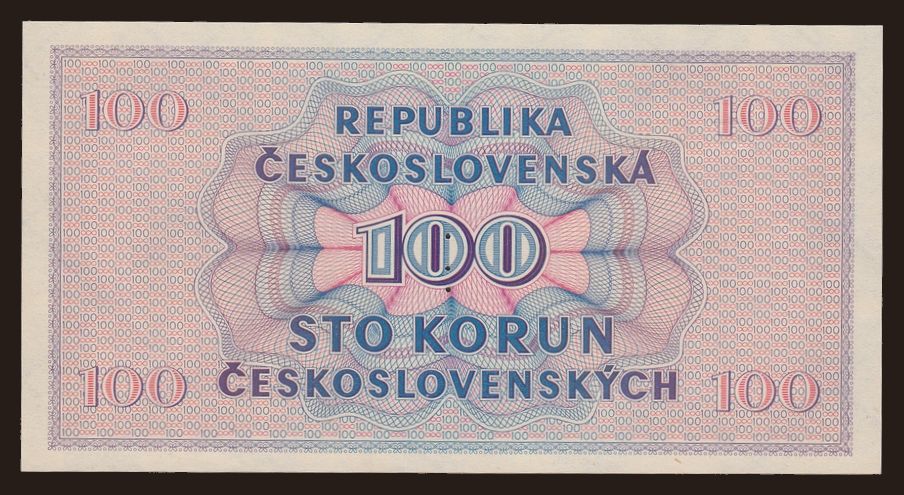 100 100
REPUBLIKA
ČESKOSLOVENSKÁ
100
STO KORUN
ČESKOSLOVENSKÝCH
100 100